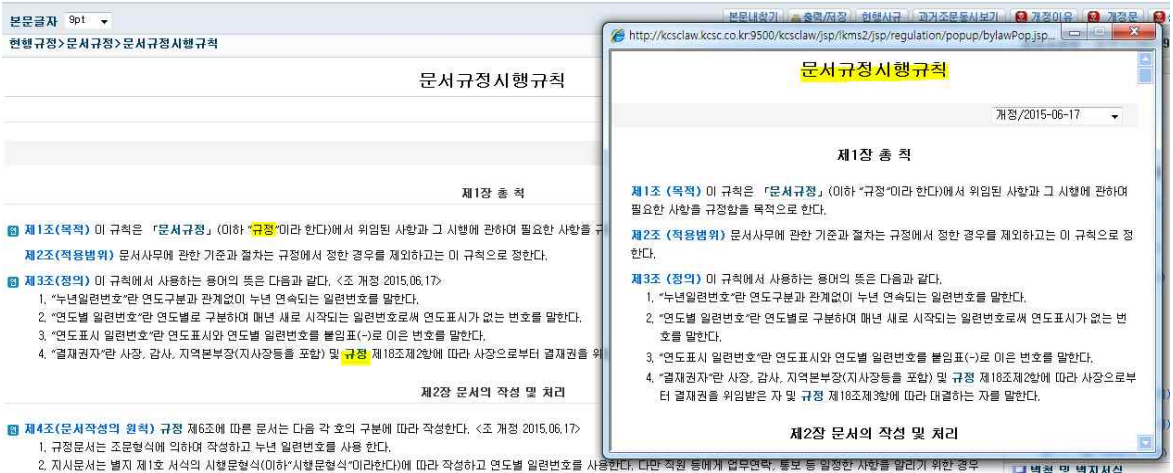 본문글자 9pt
본문내찾기 출력/저장 현행사규 과거조문동시보기 개정이유 개정문
현행규정>문서규정>문서규정시행규칙
문서규정시행규칙
제1장 총 칙
제1조(목적) 이 규칙은 「문서규정」(이하 "규정"이라 한다)에서 위임된 사항과 그 시행에 관하여 필요한 사항을
제2조(적용범위) 문서사무에 관한 기준과 절차는 규정에서 정한 경우를 제외하고는 이 규칙으로 정한다.
제3조(정의) 이 규칙에서 사용하는 용어의 뜻은 다음과 같다. <조 개정 2015.06.17>
1. "누년일련번호"란 연도구분과 관계없이 누년 연속되는 일련번호를 말한다.
2. "연도별 일련번호"란 연도별로 구분하여 매년 새로 시작되는 일련번호로써 연도표시가 없는 번호를 말한다.
3. "연도표시 일련번호"란 연도표시와 연도별 일련번호를 붙임표(-)로 이은 번호를 말한다.
4. "결재권자"란 사장, 감사, 지역본부장(지사장등을 포함) 및 규정 제18조제2항에 따라 사장으로부터 결재권을 위
제2장 문서의 작성 및 처리
제4조(문서작성의 원칙) 규정 제6조에 따른 문서는 다음 각 호의 구분에 따라 작성한다. <조 개정 2015.06.17>
1. 규정문서는 조문형식에 의하여 작성하고 누년 일련번호를 사용 한다.
2. 지시문서는 별지 제1호 서식의 시행문형식(이하"시행문형식"이라한다)에 따라 작성하고 연도별 일련번호를 사용한다. 다만 직원 등에게 업무연락, 통보 등 일정한 사항을 알리기 위한 경우
http://kcsclaw.kcsc.co.kr:9500/kcsclaw/jsp/lkms2/jsp/regulation/popup/bylawPop.jsp...
문서규정시행규칙
개정/2015-06-17
제1장 총 칙
제1조 (목적) 이 규칙은 「문서규정」 (이하 "규정"이라 한다)에서 위임된 사항과 그 시행에 관하여
필요한 사항을 규정함을 목적으로 한다.
제2조 (적용범위) 문서사무에 관한 기준과 절차는 규정에서 정한 경우를 제외하고는 이 규칙으로 정
한다.
제3조 (정의) 이 규칙에서 사용하는 용어의 뜻은 다음과 같다.
1. "누년일련번호"란 연도구분과 관계없이 누년 연속되는 일련번호를 말한다.
2. "연도별 일련번호"란 연도별로 구분하여 매년 새로 시작되는 일련번호로써 연도표시가 없는 번
호를 말한다.
3. "연도표시 일련번호"란 연도표시와 연도별 일련번호를 붙임표(-)로 이은 번호를 말한다.
4. "결재권자"란 사장, 감사, 지역본부장(지사장등을 포함) 및 규정 제18조제2항에 따라 사장으로부
터 결재권을 위임받은 자 및 규정 제18조제3항에 따라 대결하는 자를 말한다.
제2장 문서의 작성 및 처리
별표 및 별지서식